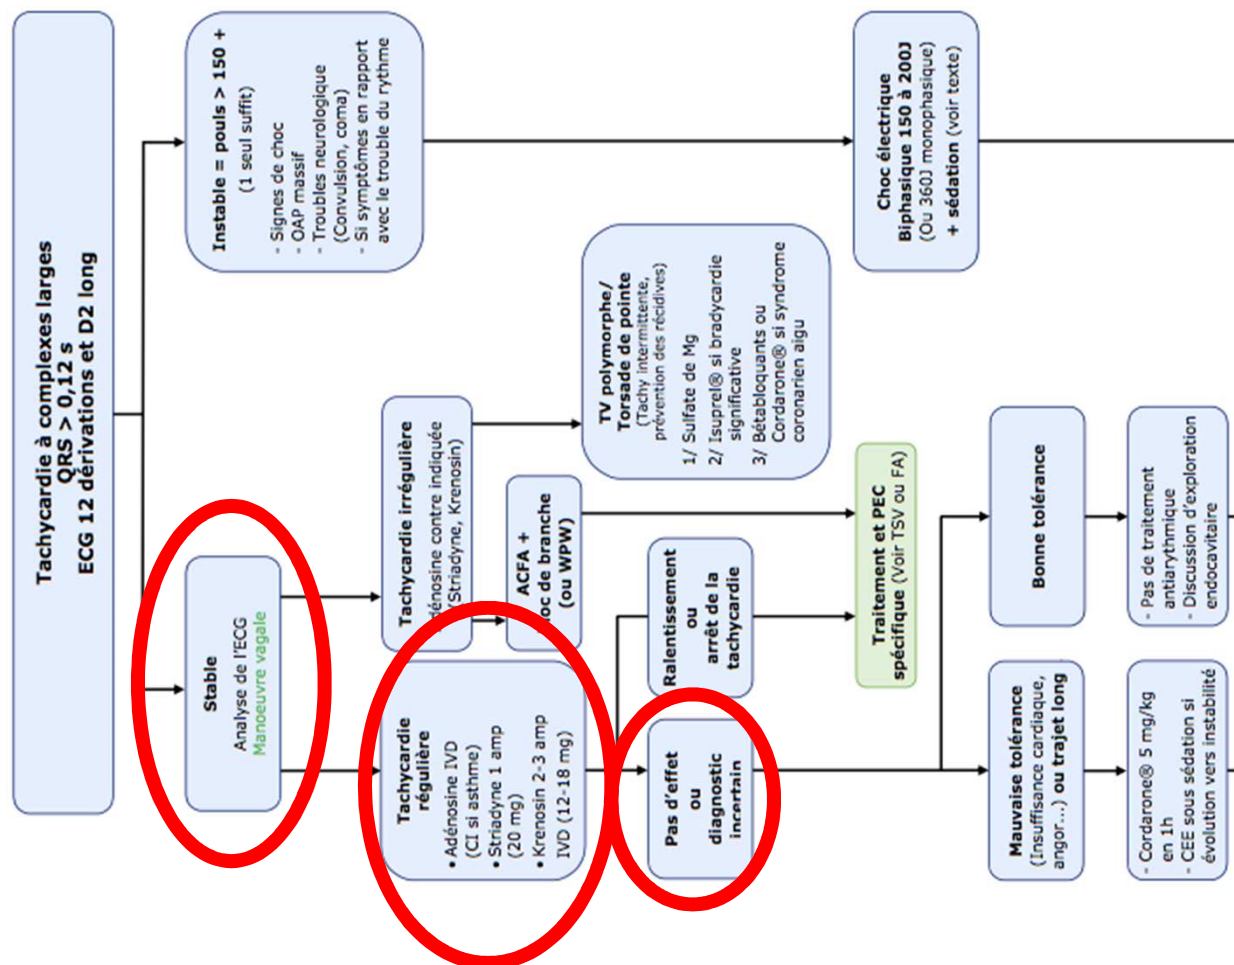 Tachycardie à complexes larges
QRS > 0,12 s
ECG 12 dérivations et D2 long
Stable
Analyse de l'ECG
Manoeuvre vagale
Instable = pouls > 150 +
(1 seul suffit)
- Signes de choc
- OAP massif
- Troubles neurologique
(Convulsion, coma)
- Si symptômes en rapport
avec le trouble du rythme
Tachycardie
régulière
• Adénosine IVD
(CI si asthme)
• Striadyne 1 amp
(20 mg)
• Krenosin 2-3 amp
IVD (12-18 mg)
Tachycardie irrégulière
Adénosine contre indiquée
(Striadyne, Krenosin)
ACFA +
bloc de branche
(ou WPW)
TV polymorphe/
Torsade de pointe
(Tachy intermittente,
prévention des récidives)
1/ Sulfate de Mg
2/ Isuprel® si bradycardie
significative
3/ Bétabloquants ou
Cordarone® si syndrome
coronarien aigu
Pas d'effet
ou
diagnostic
incertain
Ralentissement
ou
arrêt de la
tachycardie
Traitement et PEC
spécifique (Voir TSV ou FA)
Choc électrique
Biphasique 150 à 200J
(Ou 360J monophasique)
+ sédation (voir texte)
Mauvaise tolérance
(Insuffisance cardiaque,
angor...) ou trajet long
Bonne tolérance
- Cordarone® 5 mg/kg
en 1h
- CEE sous sédation si
évolution vers instabilité
- Pas de traitement
antiarythmique
- Discussion d'exploration
endocavitaire